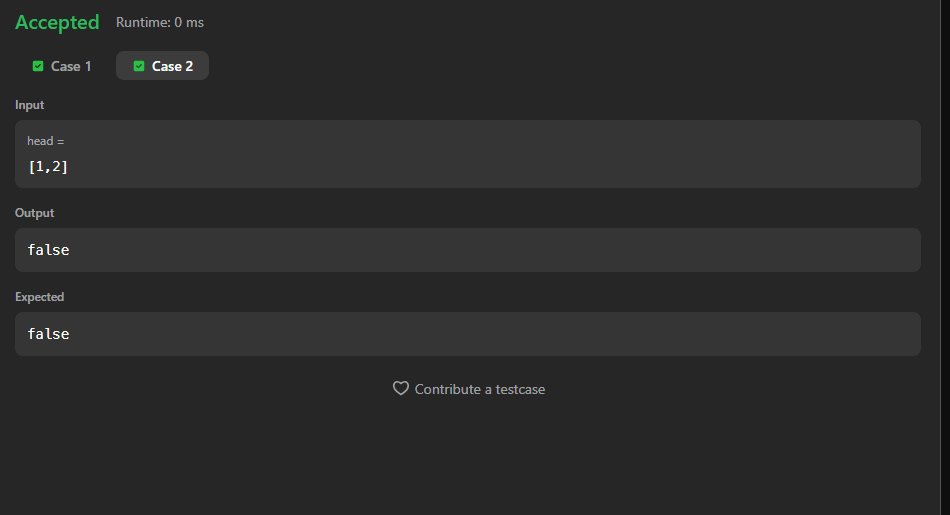 Accepted Runtime: 0 ms
Case 1 Case 2
Input
head =
[1,2]
Output
false
Expected
false
Contribute a testcase